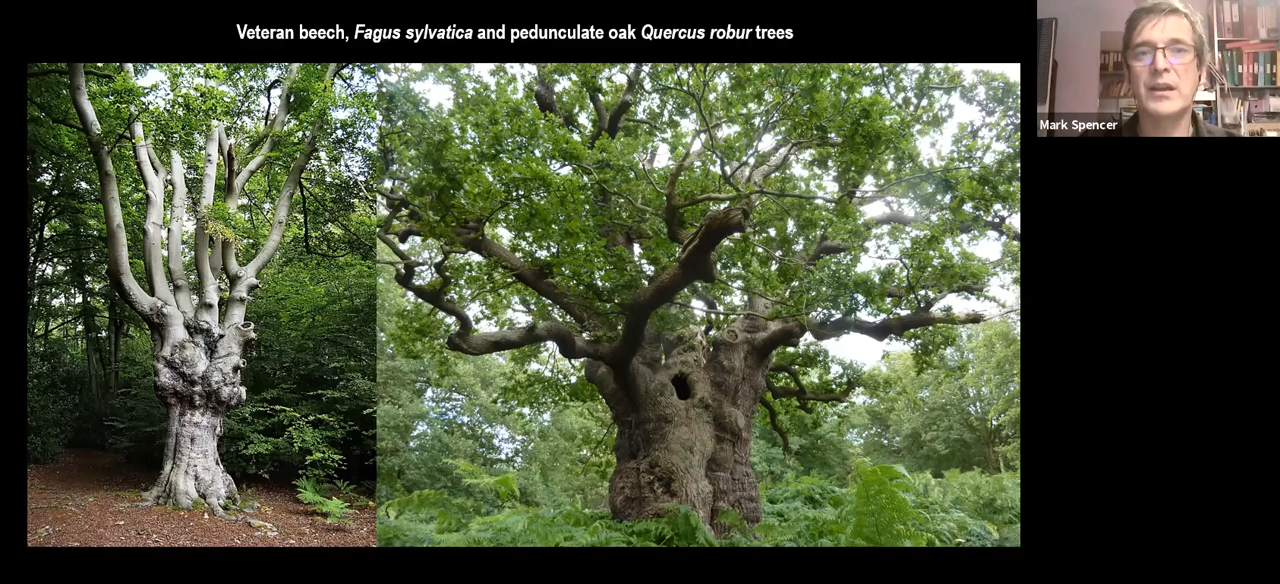 Veteran beech, Fagus sylvatica and pedunculate oak Quercus robur trees
Mark Spencer